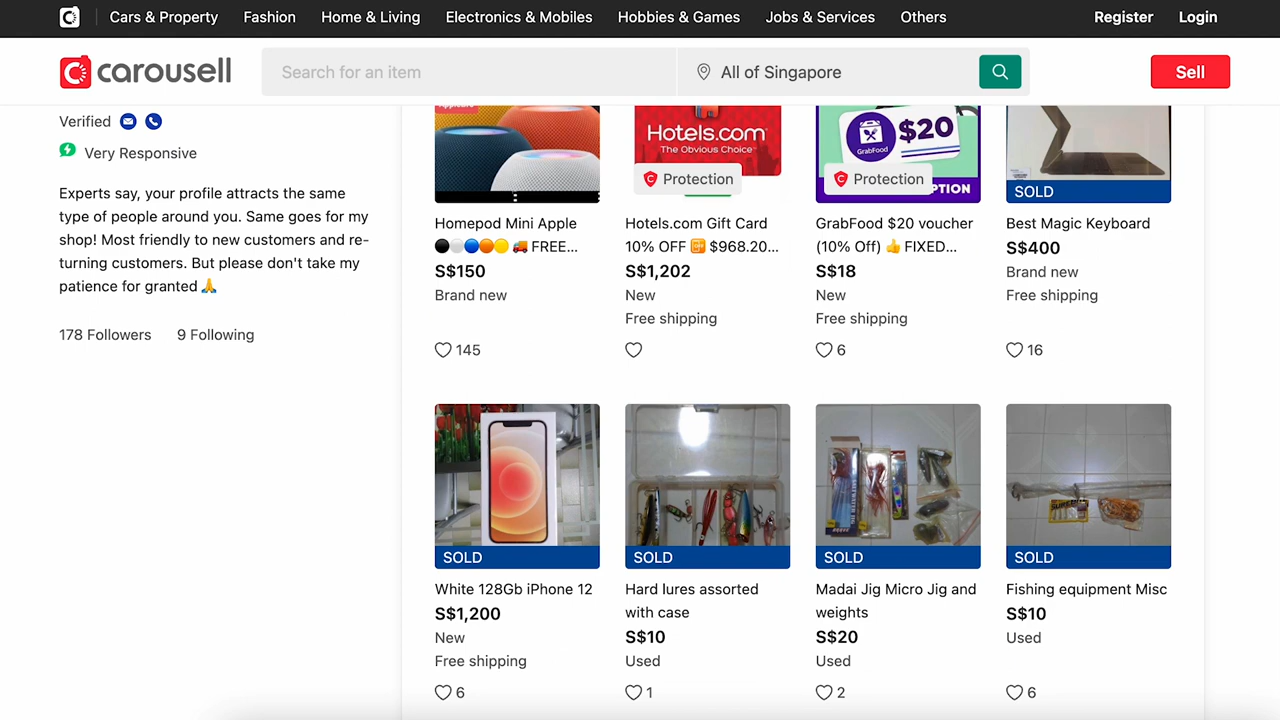 Cars & Property
Fashion
Home & Living
Electronics & Mobiles
Hobbies & Games
Jobs & Services
Others
Register
Login
carousell
Search for an item
All of Singapore
Sell
Verified
Very Responsive
Experts say, your profile attracts the same
type of people around you. Same goes for my
shop! Most friendly to new customers and re-
turning customers. But please don't take my
patience for granted 🙏
178 Followers
9 Following
Homepod Mini Apple
⚫⚪🔵🟠🟡 🚚 FREE...
S$150
Brand new
145
Hotels.com
The Obvious Choice
Protection
Hotels.com Gift Card
10% OFF 🉐 $968.20...
S$1,202
New
Free shipping
GrabFood
$20
Protection
GrabFood $20 voucher
(10% Off) 👍 FIXED...
S$18
New
Free shipping
6
SOLD
Best Magic Keyboard
S$400
Brand new
Free shipping
16
SOLD
White 128Gb iPhone 12
S$1,200
New
Free shipping
6
SOLD
Hard lures assorted
with case
S$10
Used
1
SOLD
Madai Jig Micro Jig and
weights
S$20
Used
2
SOLD
Fishing equipment Misc
S$10
Used
6